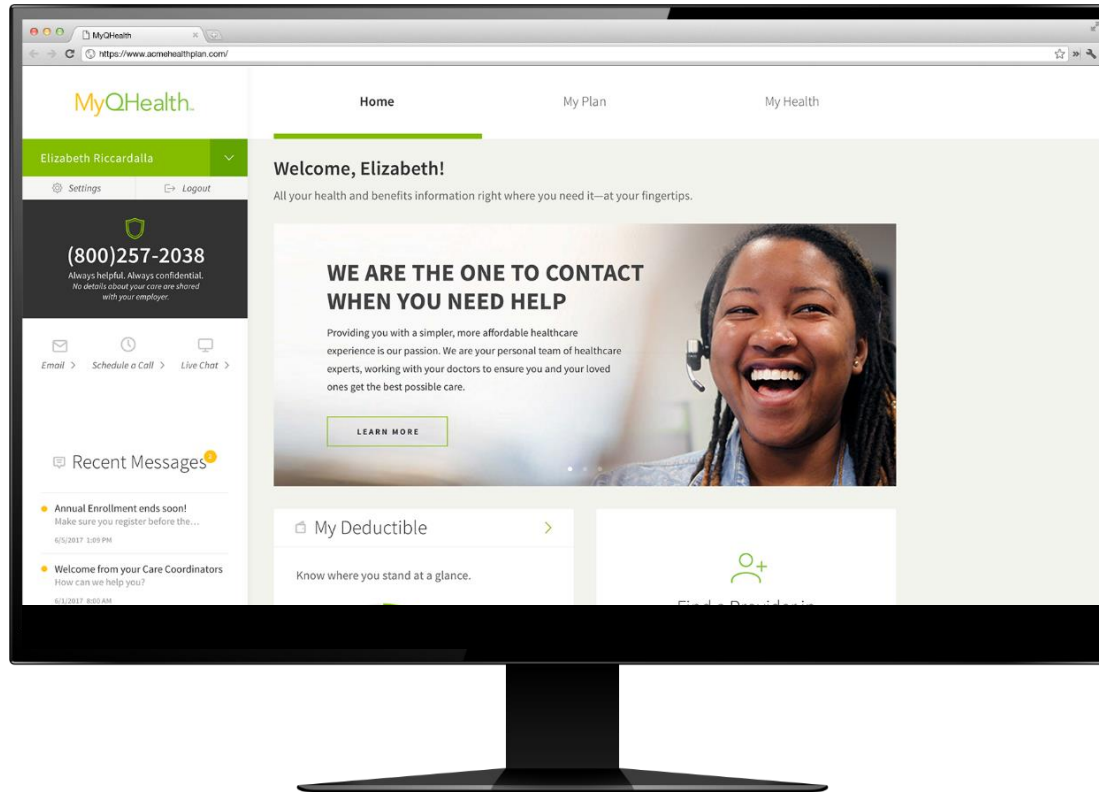 MyQHealth
https://www.acmehealthplan.com/
MyQHealth
Home
My Plan
My Health
Elizabeth Riccardalla
Settings
Logout
(800)257-2038
Always helpful. Always confidential.
No details about your care are shared
with your employer.
Email >
Schedule a Call >
Live Chat >
Recent Messages
Annual Enrollment ends soon!
Make sure you register before the...
6/5/2017 1:09 PM
Welcome from your Care Coordinators
How can we help you?
6/1/2017 8:00 AM
Welcome, Elizabeth!
All your health and benefits information right where you need it—at your fingertips.
WE ARE THE ONE TO CONTACT
WHEN YOU NEED HELP
Providing you with a simpler, more affordable healthcare
experience is our passion. We are your personal team of healthcare
experts, working with your doctors to ensure you and your loved
ones get the best possible care.
LEARN MORE
My Deductible
Know where you stand at a glance.
Find a Provider in